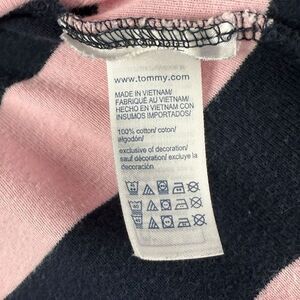 www.tommy.com
MADE IN VIETNAM/
FABRIQUÉ AU VIETNAM/
HECHO EN VIETNAM CON
INSUMOS IMPORTADOS/
100% cotton/ coton/
algodón/
exclusive of decoration/
sauf décoration/ excluye la
decoración